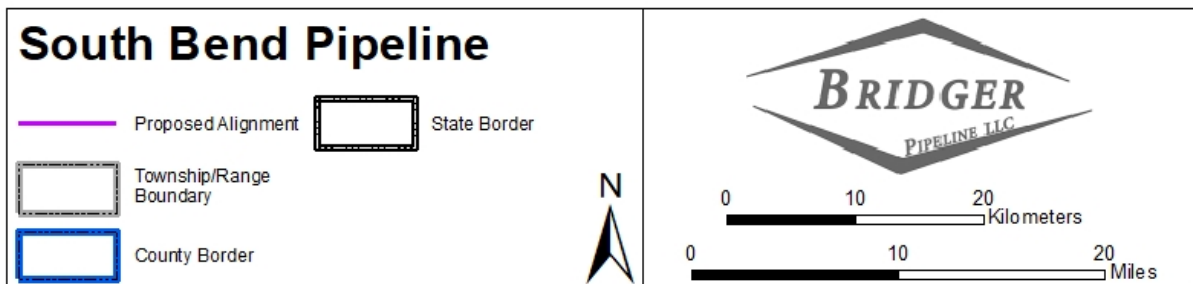 South Bend Pipeline
Proposed Alignment
State Border
Township/Range
Boundary
County Border
N
BRIDGER
PIPELINE LLC
0 10 20
Kilometers
0 10 20
Miles